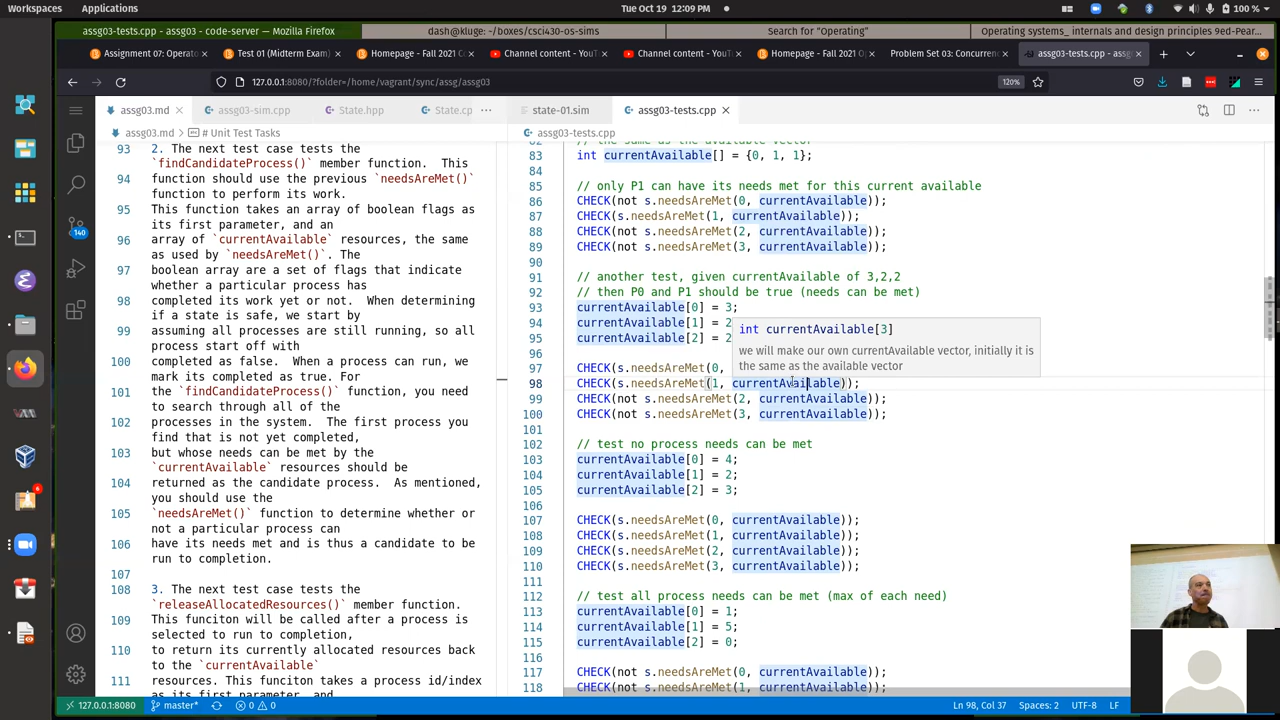 Workspaces
Applications
Tue Oct 19 12:09 PM
100 %
assg03-tests.cpp - assg03 - code-server — Mozilla Firefox
dash@kluge: ~/boxes/csci430-os-sims
Search for "Operating"
Operating systems_ internals and design principles 9ed-Pear...
Assignment 07: Operato
Test 01 (Midterm Exam)
Homepage - Fall 2021 C
Channel content - YouT
Channel content - YouT
Homepage - Fall 2021 O
Problem Set 03: Concurrenc
assg03-tests.cpp - assg
127.0.0.1:8080/?folder=/home/vagrant/sync/assg/assg03
120%
assg03.md
assg03-sim.cpp
State.hpp
State.cp
state-01.sim
assg03-tests.cpp
assg03.md > # Unit Test Tasks
assg03-tests.cpp
93 2. The next test case tests the
`findCandidateProcess()` member function.  This
94 function should use the previous `needsAreMet()`
function to perform its work.
95 This function takes an array of boolean flags as
its first parameter, and an
96 array of `currentAvailable` resources, the same
as used by `needsAreMet()`. The
97 boolean array are a set of flags that indicate
whether a particular process has
98 completed its work yet or not.  When determining
if a state is safe, we start by
99 assuming all processes are still running, so all
process start off with
100 completed as false.  When a process can run, we
mark its completed as true. For
101 the `findCandidateProcess()` function, you need
to search through all of the
102 processes in the system.  The first process you
find that is not yet completed,
103 but whose needs can be met by the
`currentAvailable` resources should be
104 returned as the candidate process.  As mentioned,
you should use the
105 `needsAreMet()` function to determine whether or
not a particular process can
106 have its needs met and is thus a candidate to be
run to completion.
107
108 3. The next test case tests the
`releaseAllocatedResources()` member function.
109 This funciton will be called after a process is
selected to run to completion,
110 to return its currently allocated resources back
to the `currentAvailable`
111 resources. This funciton takes a process id/index
as its first parameter, and
82 // the same as the available vector
83 int currentAvailable[] = {0, 1, 1};
84
85 // only P1 can have its needs met for this current available
86 CHECK(not s.needsAreMet(0, currentAvailable));
87 CHECK(s.needsAreMet(1, currentAvailable));
88 CHECK(not s.needsAreMet(2, currentAvailable));
89 CHECK(not s.needsAreMet(3, currentAvailable));
90
91 // another test, given currentAvailable of 3,2,2
92 // then P0 and P1 should be true (needs can be met)
93 currentAvailable[0] = 3;
94 currentAvailable[1] = 2
95 currentAvailable[2] = 2
96
97 CHECK(s.needsAreMet(0,
98 CHECK(s.needsAreMet(1, currentAvailable));
99 CHECK(not s.needsAreMet(2, currentAvailable));
100 CHECK(not s.needsAreMet(3, currentAvailable));
101
102 // test no process needs can be met
103 currentAvailable[0] = 4;
104 currentAvailable[1] = 2;
105 currentAvailable[2] = 3;
106
107 CHECK(s.needsAreMet(0, currentAvailable));
108 CHECK(s.needsAreMet(1, currentAvailable));
109 CHECK(s.needsAreMet(2, currentAvailable));
110 CHECK(s.needsAreMet(3, currentAvailable));
111
112 // test all process needs can be met (max of each need)
113 currentAvailable[0] = 1;
114 currentAvailable[1] = 5;
115 currentAvailable[2] = 0;
116
117 CHECK(not s.needsAreMet(0, currentAvailable));
118 CHECK(not s.needsAreMet(1, currentAvailable));
int currentAvailable[3]
we will make our own currentAvailable vector, initially it is
the same as the available vector
140
6
127.0.0.1:8080
master*
0
0
Ln 98, Col 37
Spaces: 2
UTF-8
LF